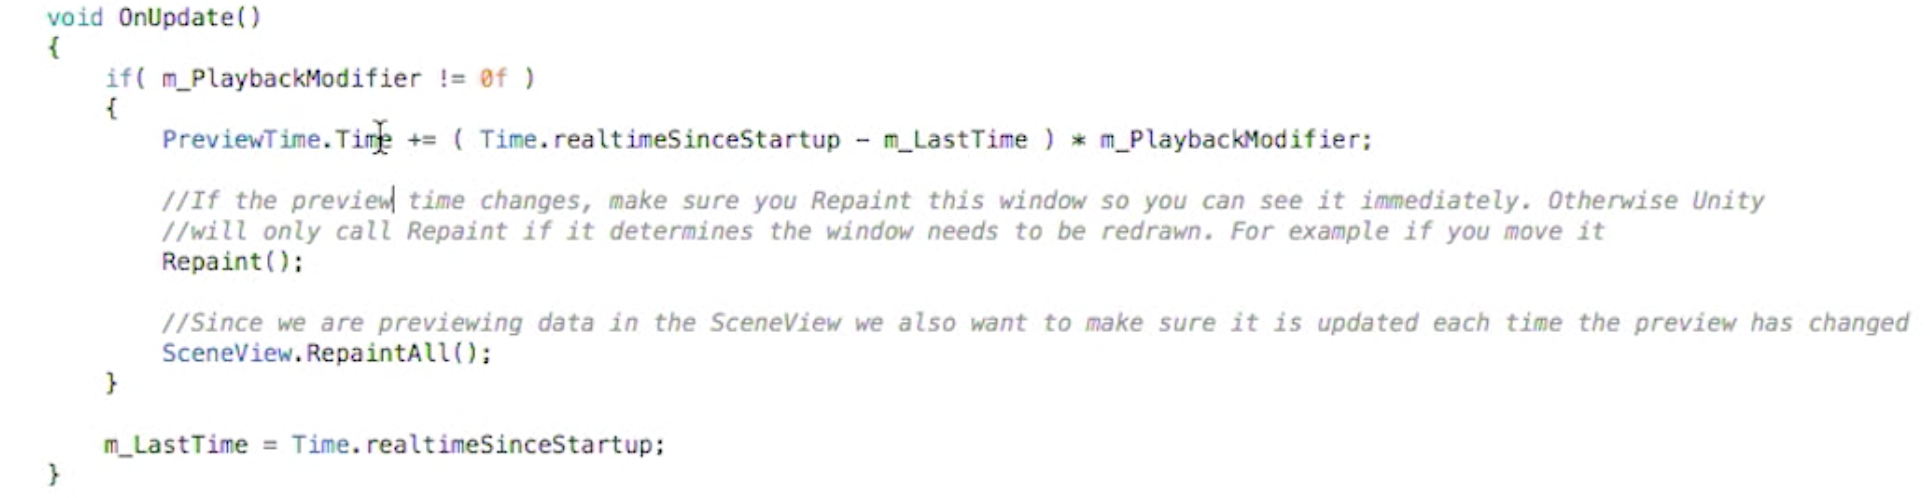 void OnUpdate()
{
if( m_PlaybackModifier != 0f )
{
PreviewTime.Time += ( Time.realtimeSinceStartup - m_LastTime ) * m_PlaybackModifier;
//If the preview time changes, make sure you Repaint this window so you can see it immediately. Otherwise Unity
//will only call Repaint if it determines the window needs to be redrawn. For example if you move it
Repaint();
//Since we are previewing data in the SceneView we also want to make sure it is updated each time the preview has changed
SceneView.RepaintAll();
}
m_LastTime = Time.realtimeSinceStartup;
}